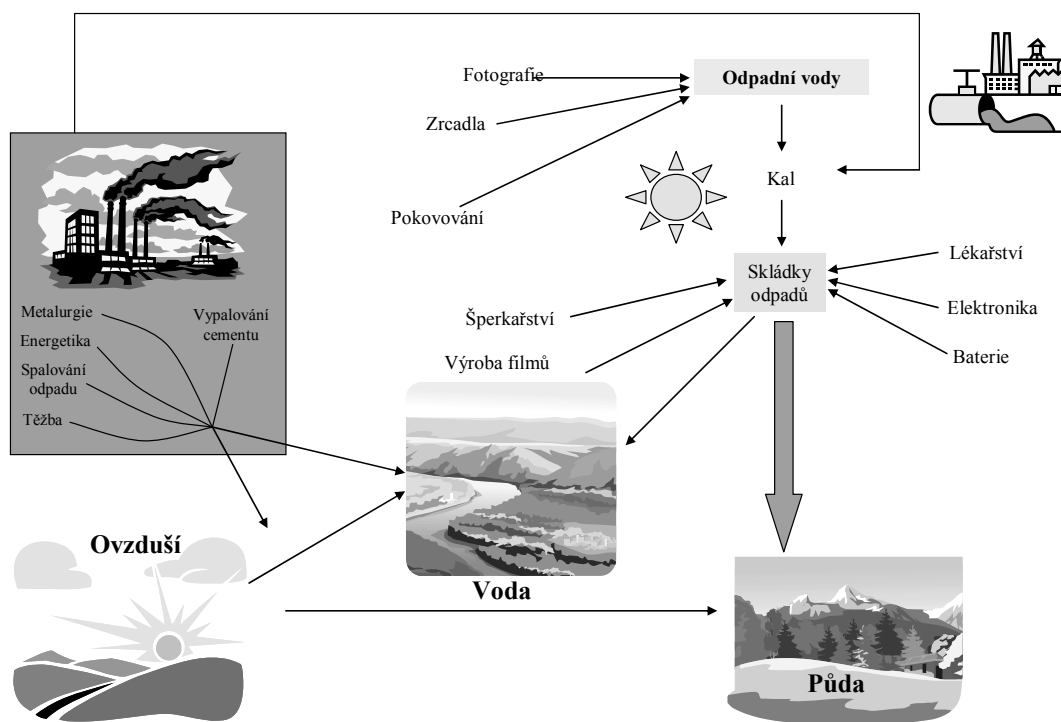 Fotografie
Odpadní vody
Zrcadla
Kal
Pokovování
Lékařství
Skládky
odpadů
Elektronika
Šperkařství
Baterie
Výroba filmů
Metalurgie
Vypalování
cementu
Energetika
Spalování
odpadu
Těžba
Ovzduší
Voda
Půda